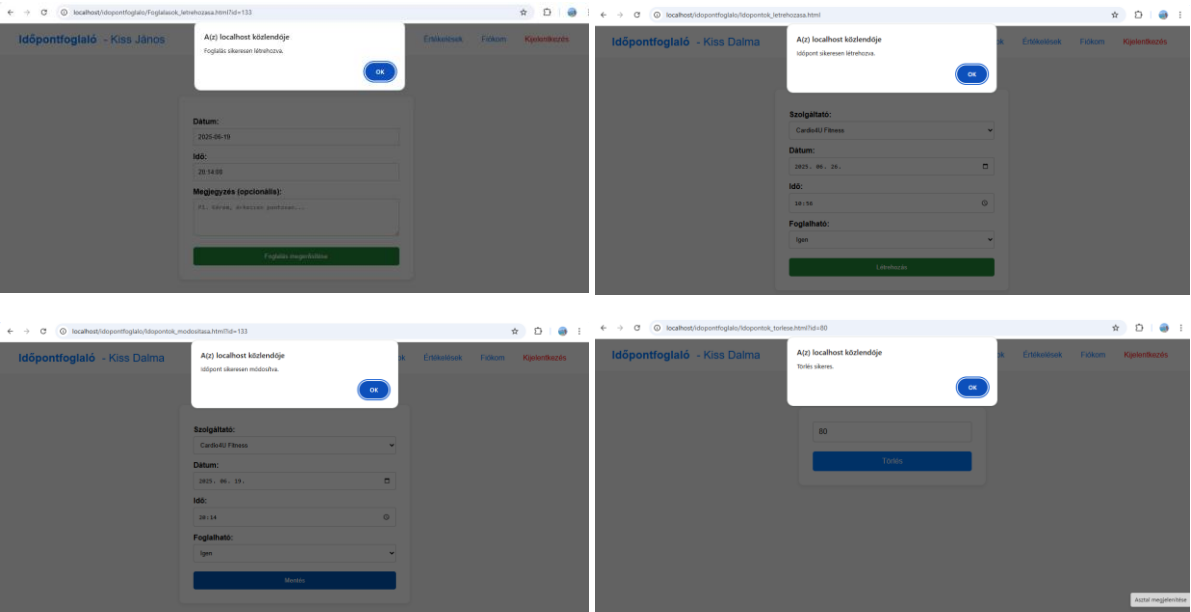 localhost/idopontfoglalo/Foglalasok_letrehozasa.html?id=133
Időpontfoglaló - Kiss János
Értékelések Fiókom Kijelentkezés
A(z) localhost közlendője
Foglalás sikeresen létrehozva.
OK
Dátum:
2025-06-19
Idő:
20:14:00
Megjegyzés (opcionális):
Pl. kérem, érkezzen pontosan...
Foglalás megerősítése
localhost/idopontfoglalo/Idopontok_letrehozasa.html
Időpontfoglaló - Kiss Dalma
ok Értékelések Fiókom Kijelentkezés
A(z) localhost közlendője
Időpont sikeresen létrehozva.
OK
Szolgáltató:
Cardio4U Fitness
Dátum:
2025. 06. 20.
Idő:
10:56
Foglalható:
Igen
Létrehozás
localhost/idopontfoglalo/Idopontok_modositasa.html?id=133
Időpontfoglaló - Kiss Dalma
ok Értékelések Fiókom Kijelentkezés
A(z) localhost közlendője
Időpont sikeresen módosítva.
OK
Szolgáltató:
Cardio4U Fitness
Dátum:
2025. 06. 19.
Idő:
20:14
Foglalható:
Igen
Mentés
localhost/idopontfoglalo/Idopontok_torlese.html?id=80
Időpontfoglaló - Kiss Dalma
ok Értékelések Fiókom Kijelentkezés
A(z) localhost közlendője
Törlés sikeres.
OK
80
Törlés
Asztal megjelenítése